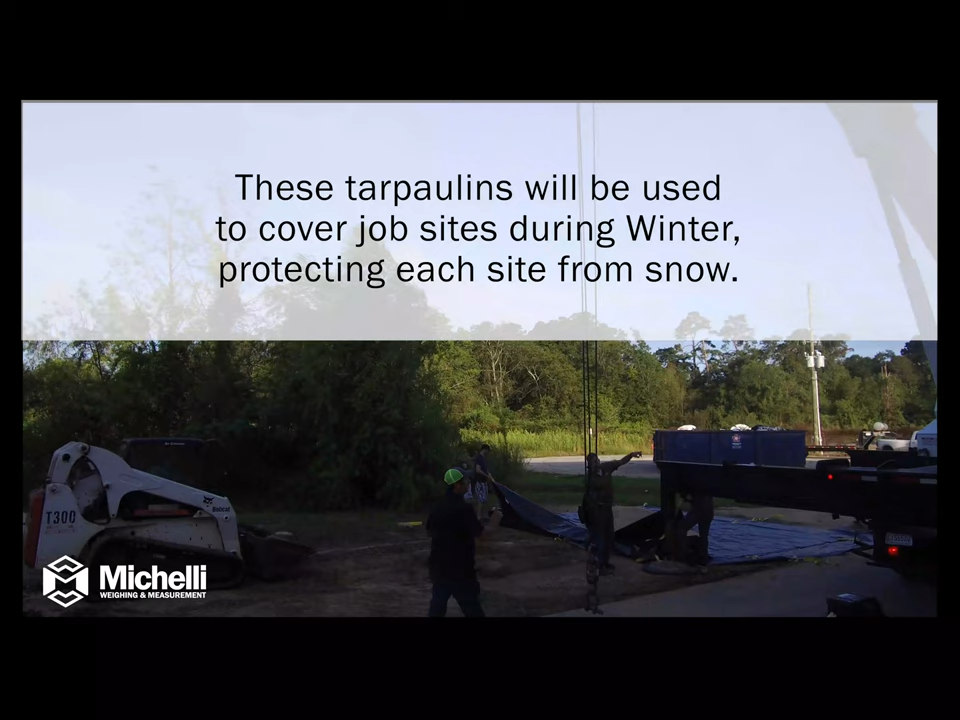 These tarpaulins will be used
to cover job sites during Winter,
protecting each site from snow.
T300
Bobcat
Michelli
WEIGHING & MEASUREMENT